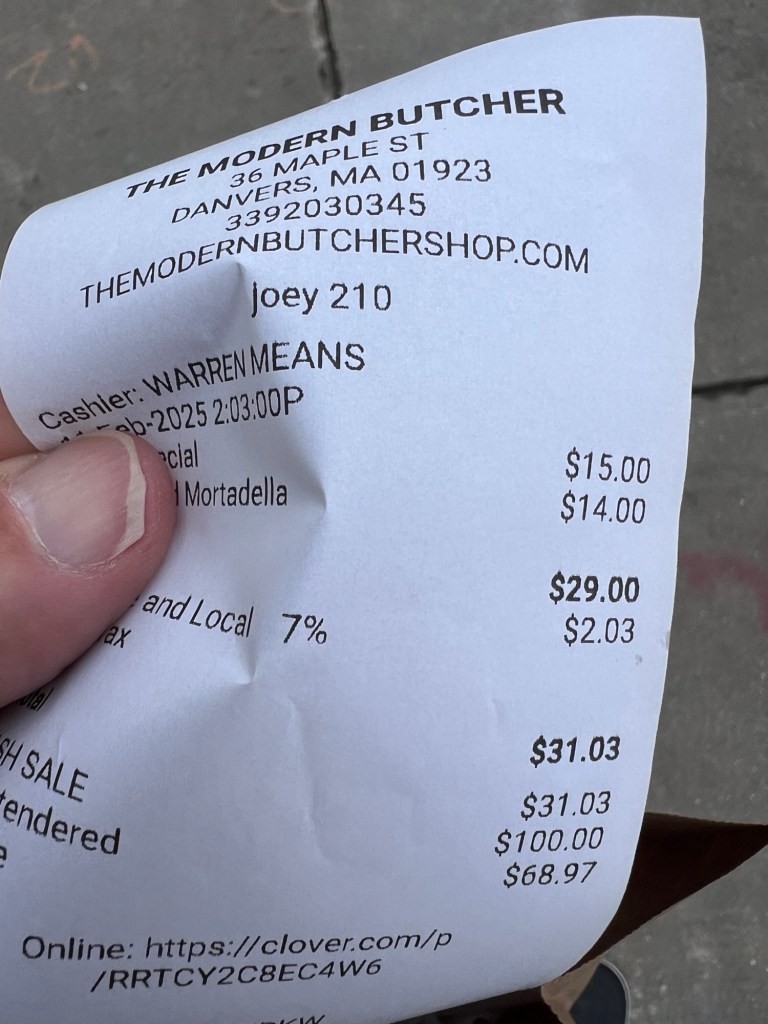 THE MODERN BUTCHER
36 MAPLE ST
DANVERS, MA 01923
3392030345
THEMODERNBUTCHERSHOP.COM
joey 210
Cashier: WARREN MEANS
-2025 2:03:00P
$15.00
Mortadella $14.00
$29.00
and Local 7% $2.03
$31.03
SALE $31.03
tendered $100.00
$68.97
Online: https://clover.com/p
/RRTCY2C8EC4W6